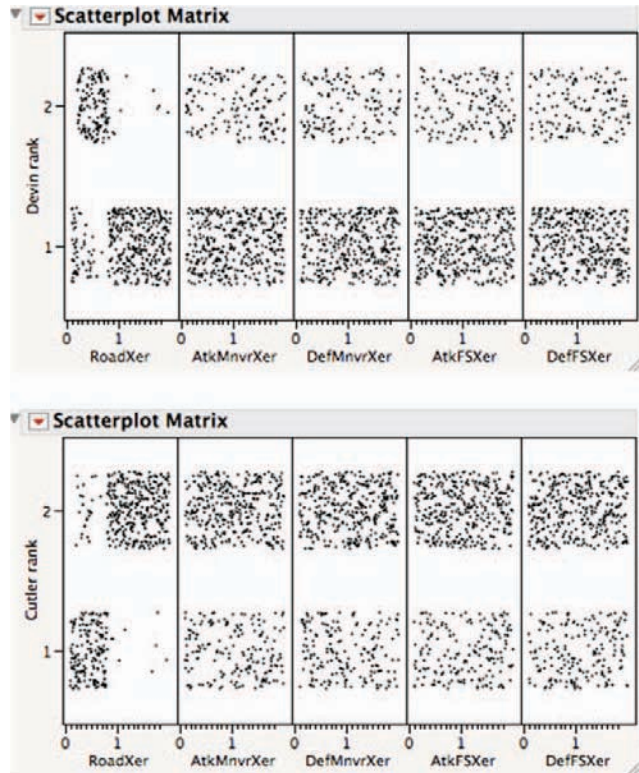 Scatterplot Matrix
Devin rank
2
1
0 1 0 1 0 1 0 1 0 1
RoadXer AtkMnvrXer DefMnvrXer AtkFSXer DefFSXer
Scatterplot Matrix
Cutler rank
2
1
0 1 0 1 0 1 0 1 0 1
RoadXer AtkMnvrXer DefMnvrXer AtkFSXer DefFSXer